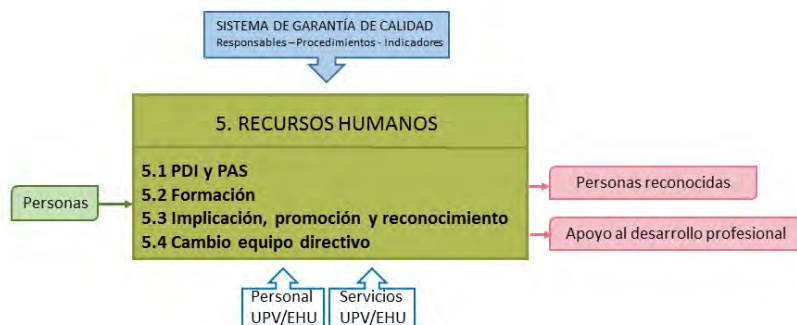 SISTEMA DE GARANTÍA DE CALIDAD
Responsables – Procedimientos - Indicadores
5. RECURSOS HUMANOS
5.1 PDI y PAS
5.2 Formación
5.3 Implicación, promoción y reconocimiento
5.4 Cambio equipo directivo
Personas
Personas reconocidas
Apoyo al desarrollo profesional
Personal
UPV/EHU
Servicios
UPV/EHU